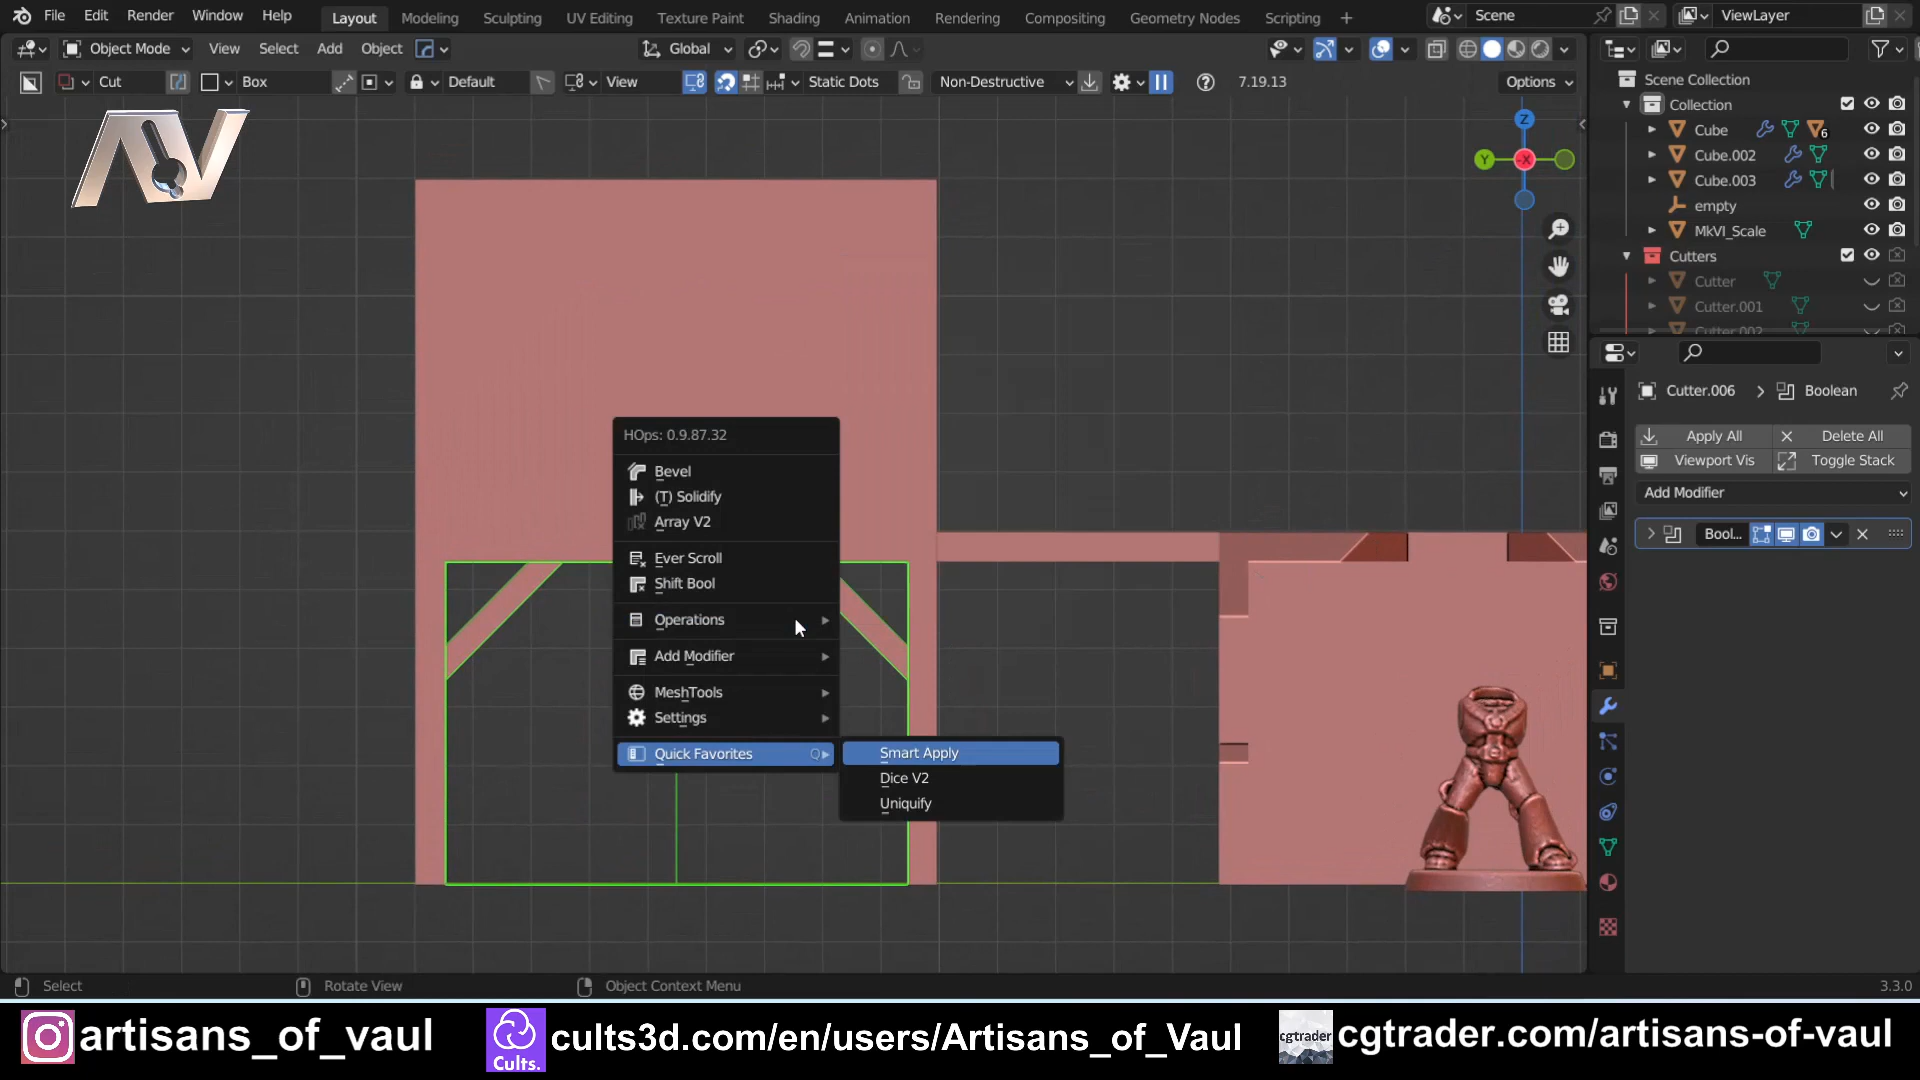 File Edit Render Window Help
Layout Modeling Sculpting UV Editing Texture Paint Shading Animation Rendering Compositing Geometry Nodes Scripting +
Scene
ViewLayer
Object Mode View Select Add Object
Global
Cut Box Default View Static Dots Non-Destructive 7.19.13 Options
Scene Collection
Collection
Cube 6
Cube.002
Cube.003
empty
MkVI_Scale
Cutters
Cutter
Cutter.001
Cutter.002
AV
Z
Y
-X
HOps: 0.9.87.32
Bevel
(T) Solidify
Array V2
Ever Scroll
Shift Bool
Operations
Add Modifier
MeshTools
Settings
Quick Favorites Q
Smart Apply
Dice V2
Uniquify
Cutter.006 > Boolean
Apply All Delete All
Viewport Vis Toggle Stack
Add Modifier
Bool...
Select Rotate View Object Context Menu 3.3.0
artisans_of_vaul
Cults.
cults3d.com/en/users/Artisans_of_Vaul
cgtrader
cgtrader.com/artisans-of-vaul